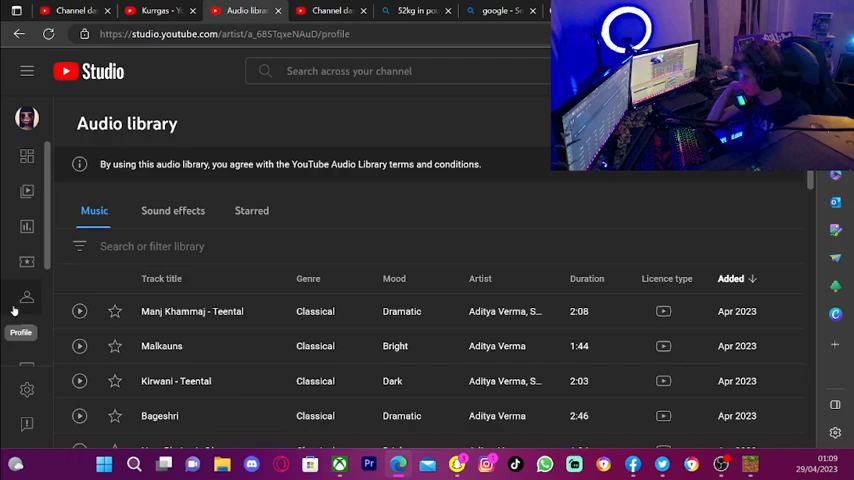 Channel da
Kurrgas - Yo
Audio librar
Channel da
52kg in pou
google - Se
https://studio.youtube.com/artist/a_68STqxeNAuD/profile
Studio
Search across your channel
Audio library
By using this audio library, you agree with the YouTube Audio Library terms and conditions.
Music Sound effects Starred
Search or filter library
Track title Genre Mood Artist Duration Licence type Added
Manj Khammaj - Teental Classical Dramatic Aditya Verma, S... 2:08 Apr 2023
Malkauns Classical Bright Aditya Verma 1:44 Apr 2023
Profile
Kirwani - Teental Classical Dark Aditya Verma, S... 2:03 Apr 2023
Bageshri Classical Dramatic Aditya Verma 2:46 Apr 2023
Pr
01:09
29/04/2023